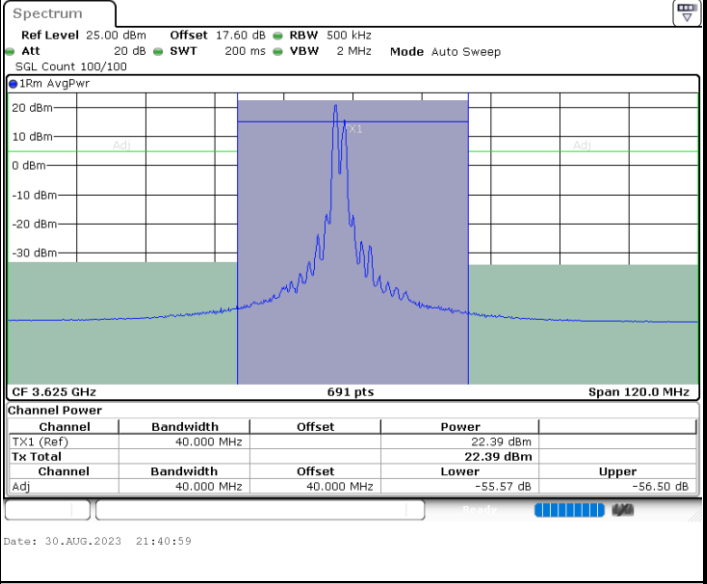 Spectrum
Ref Level 25.00 dBm Offset 17.60 dB RBW 500 kHz
Att 20 dB SWT 200 ms VBW 2 MHz Mode Auto Sweep
SGL Count 100/100
1Rm AvgPwr
20 dBm
TX1
10 dBm
Adj Adj
0 dBm
-10 dBm
-20 dBm
-30 dBm
CF 3.625 GHz 691 pts Span 120.0 MHz
Channel Power
Channel Bandwidth Offset Power
TX1 (Ref) 40.000 MHz 22.39 dBm
Tx Total 22.39 dBm
Channel Bandwidth Offset Lower Upper
Adj 40.000 MHz 40.000 MHz -55.57 dB -56.50 dB
Ready
Date: 30.AUG.2023 21:40:59